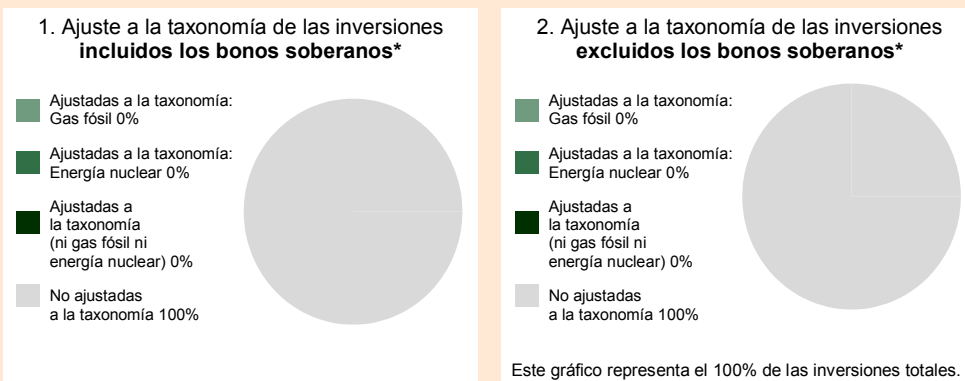 1. Ajuste a la taxonomía de las inversiones
incluidos los bonos soberanos*
Ajustadas a la taxonomía:
Gas fósil 0%
Ajustadas a la taxonomía:
Energía nuclear 0%
Ajustadas a
la taxonomía
(ni gas fósil ni
energía nuclear) 0%
No ajustadas
a la taxonomía 100%
2. Ajuste a la taxonomía de las inversiones
excluidos los bonos soberanos*
Ajustadas a la taxonomía:
Gas fósil 0%
Ajustadas a la taxonomía:
Energía nuclear 0%
Ajustadas a
la taxonomía
(ni gas fósil ni
energía nuclear) 0%
No ajustadas
a la taxonomía 100%
Este gráfico representa el 100% de las inversiones totales.